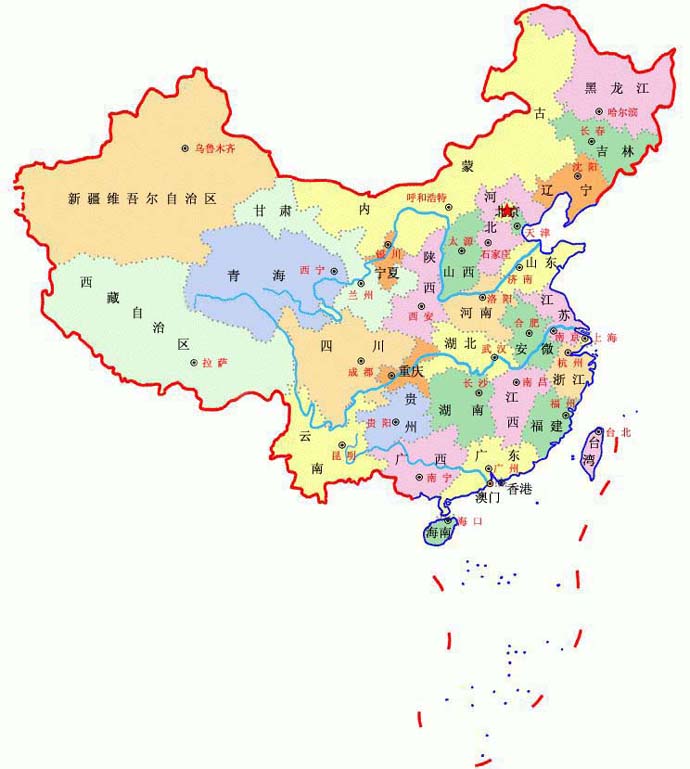 黑龙江
哈尔滨
长春
吉林
沈阳
辽宁
内蒙古
呼和浩特
乌鲁木齐
新疆维吾尔自治区
甘肃
河北
北京
天津
石家庄
太原
山西
银川
宁夏
陕西
山东
济南
青海
西宁
兰州
西藏自治区
拉萨
西安
河南
洛阳
江苏
合肥
安微
南京
上海
四川
成都
重庆
湖北
武汉
杭州
浙江
长沙
湖南
南昌
江西
贵州
贵阳
福州
福建
云南
昆明
广西
南宁
广东
广州
台北
台湾
澳门
香港
海口
海南